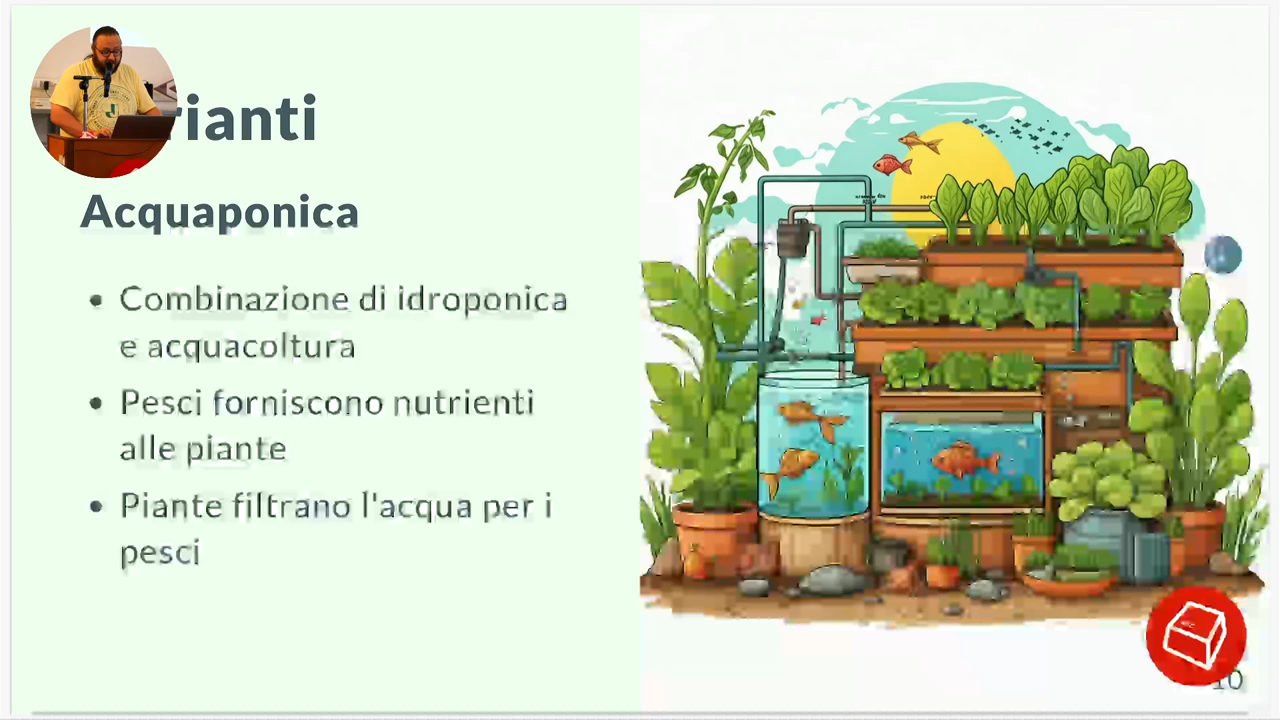 rianti
Acquaponica
• Combinazione di idroponica
e acquacoltura
• Pesci forniscono nutrienti
alle piante
• Piante filtrano l'acqua per i
pesci
10